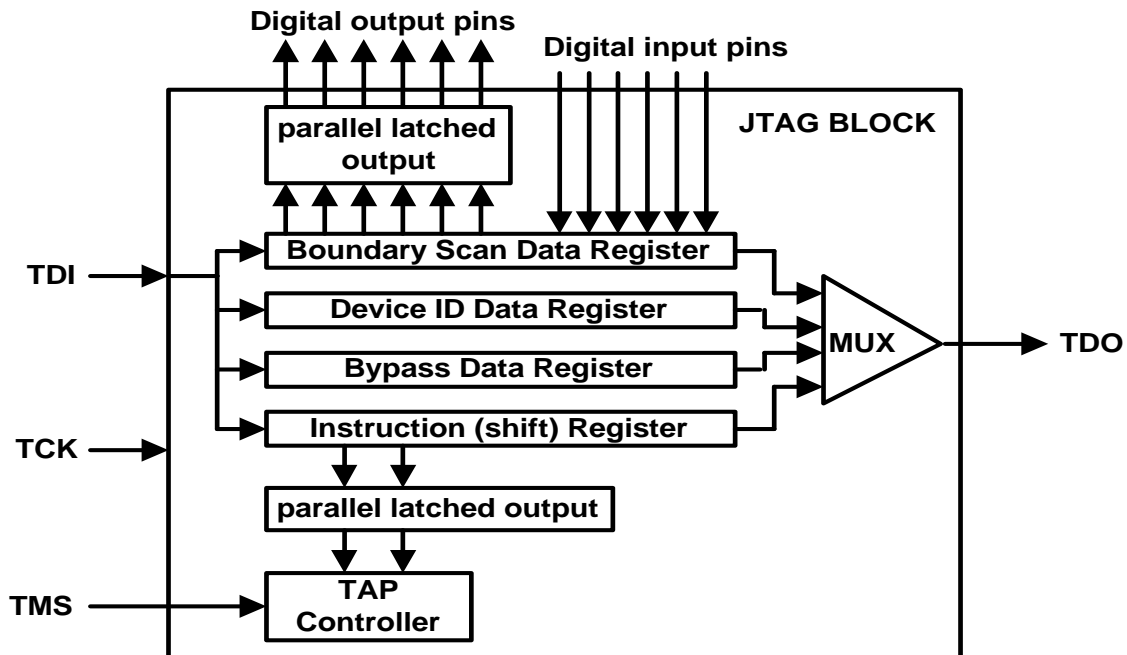 Digital output pins
Digital input pins
parallel latched
output
JTAG BLOCK
Boundary Scan Data Register
TDI
Device ID Data Register
MUX
TDO
Bypass Data Register
Instruction (shift) Register
TCK
parallel latched output
TAP
Controller
TMS